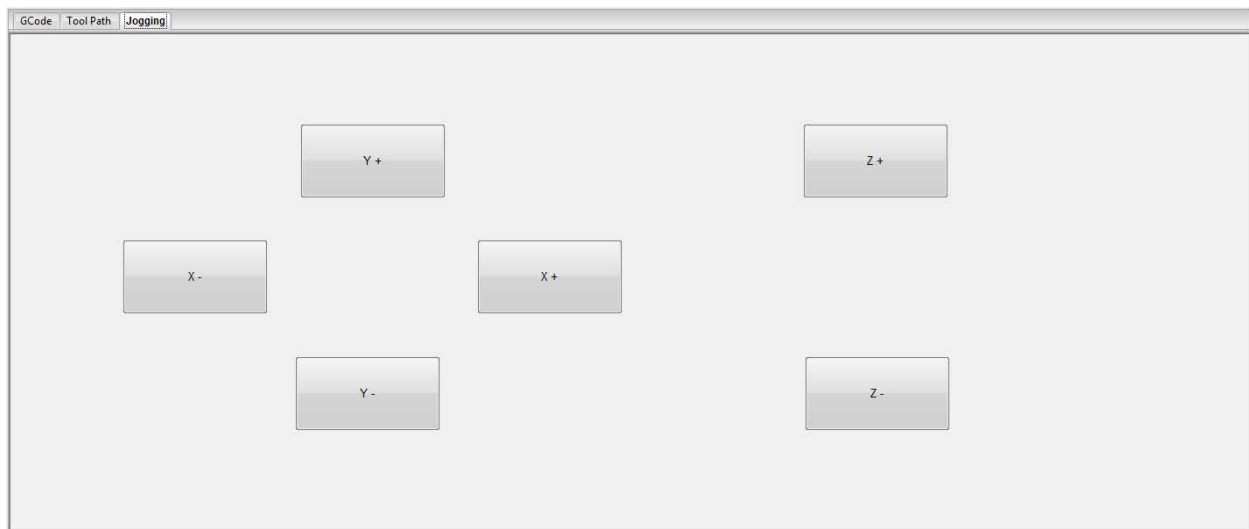 GCode Tool Path Jogging
Y + Z +
X - X +
Y - Z -